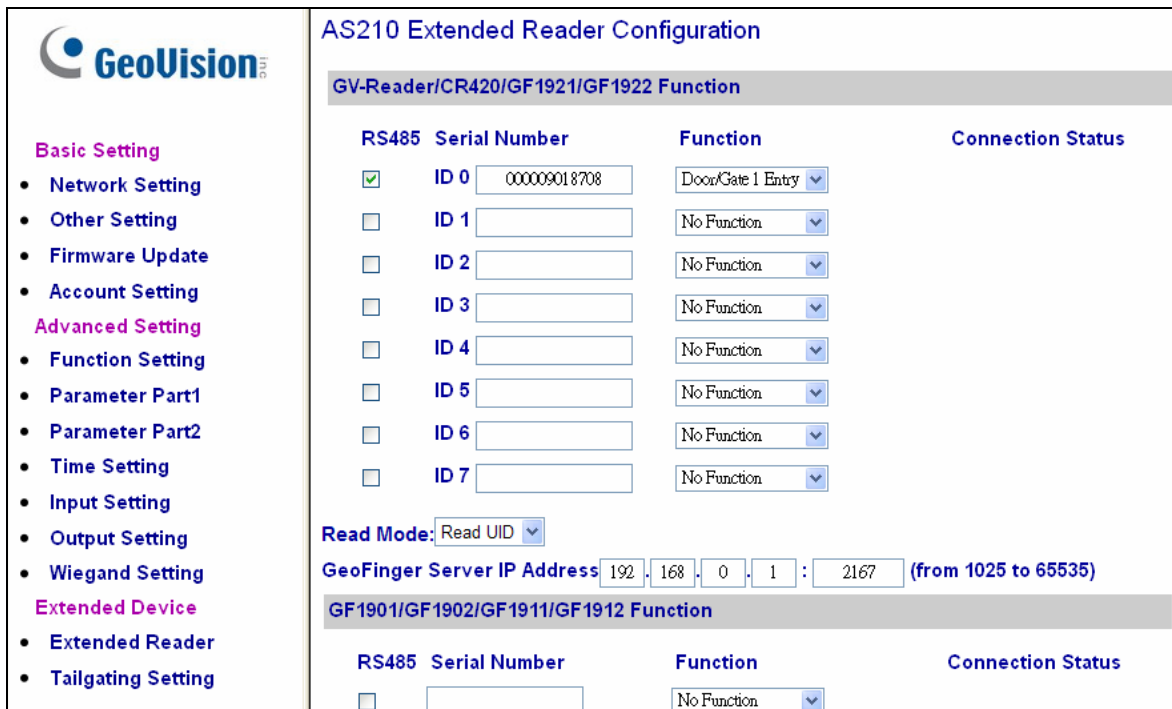 GeoVision inc
Basic Setting
Network Setting
Other Setting
Firmware Update
Account Setting
Advanced Setting
Function Setting
Parameter Part1
Parameter Part2
Time Setting
Input Setting
Output Setting
Wiegand Setting
Extended Device
Extended Reader
Tailgating Setting
AS210 Extended Reader Configuration
GV-Reader/CR420/GF1921/GF1922 Function
RS485 Serial Number Function Connection Status
ID 0 000009018708 Door/Gate 1 Entry
ID 1 No Function
ID 2 No Function
ID 3 No Function
ID 4 No Function
ID 5 No Function
ID 6 No Function
ID 7 No Function
Read Mode: Read UID
GeoFinger Server IP Address 192 . 168 . 0 . 1 : 2167 (from 1025 to 65535)
GF1901/GF1902/GF1911/GF1912 Function
RS485 Serial Number Function Connection Status
No Function